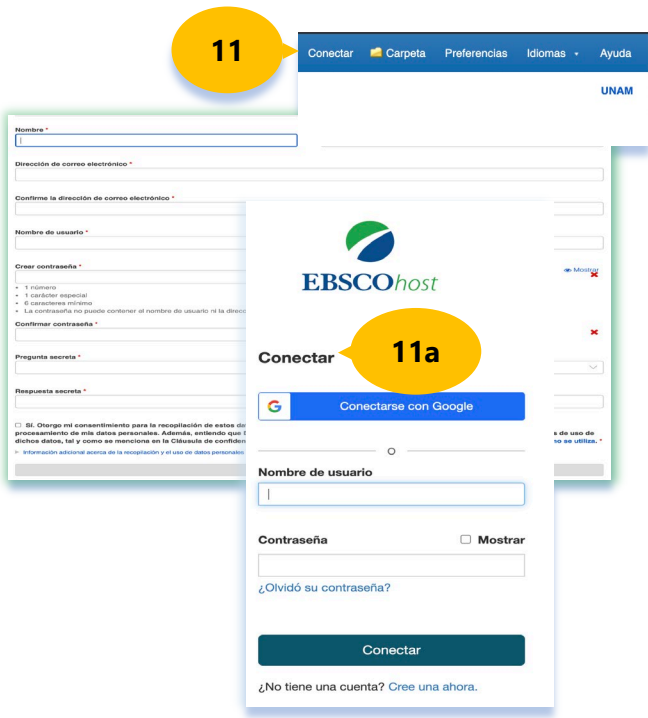 11
Conectar Carpeta Preferencias Idiomas Ayuda
UNAM
Nombre *
Dirección de correo electrónico *
Confirme la dirección de correo electrónico *
Nombre de usuario *
Crear contraseña *
Mostrar
• 1 número
• 1 carácter especial
• 6 caracteres mínimo
• La contraseña no puede contener el nombre de usuario ni la direcc
Confirmar contraseña *
Pregunta secreta *
Respuesta secreta *
Sí. Otorgo mi consentimiento para la recopilación de estos da
procesamiento de mis datos personales. Además, entiendo que
s de uso de
dichos datos, tal y como se menciona en la Cláusula de confiden
no se utiliza. *
Información adicional acerca de la recopilación y el uso de datos personales
EBSCOhost
Conectar
11a
Conectarse con Google
O
Nombre de usuario
Contraseña Mostrar
¿Olvidó su contraseña?
Conectar
¿No tiene una cuenta? Cree una ahora.